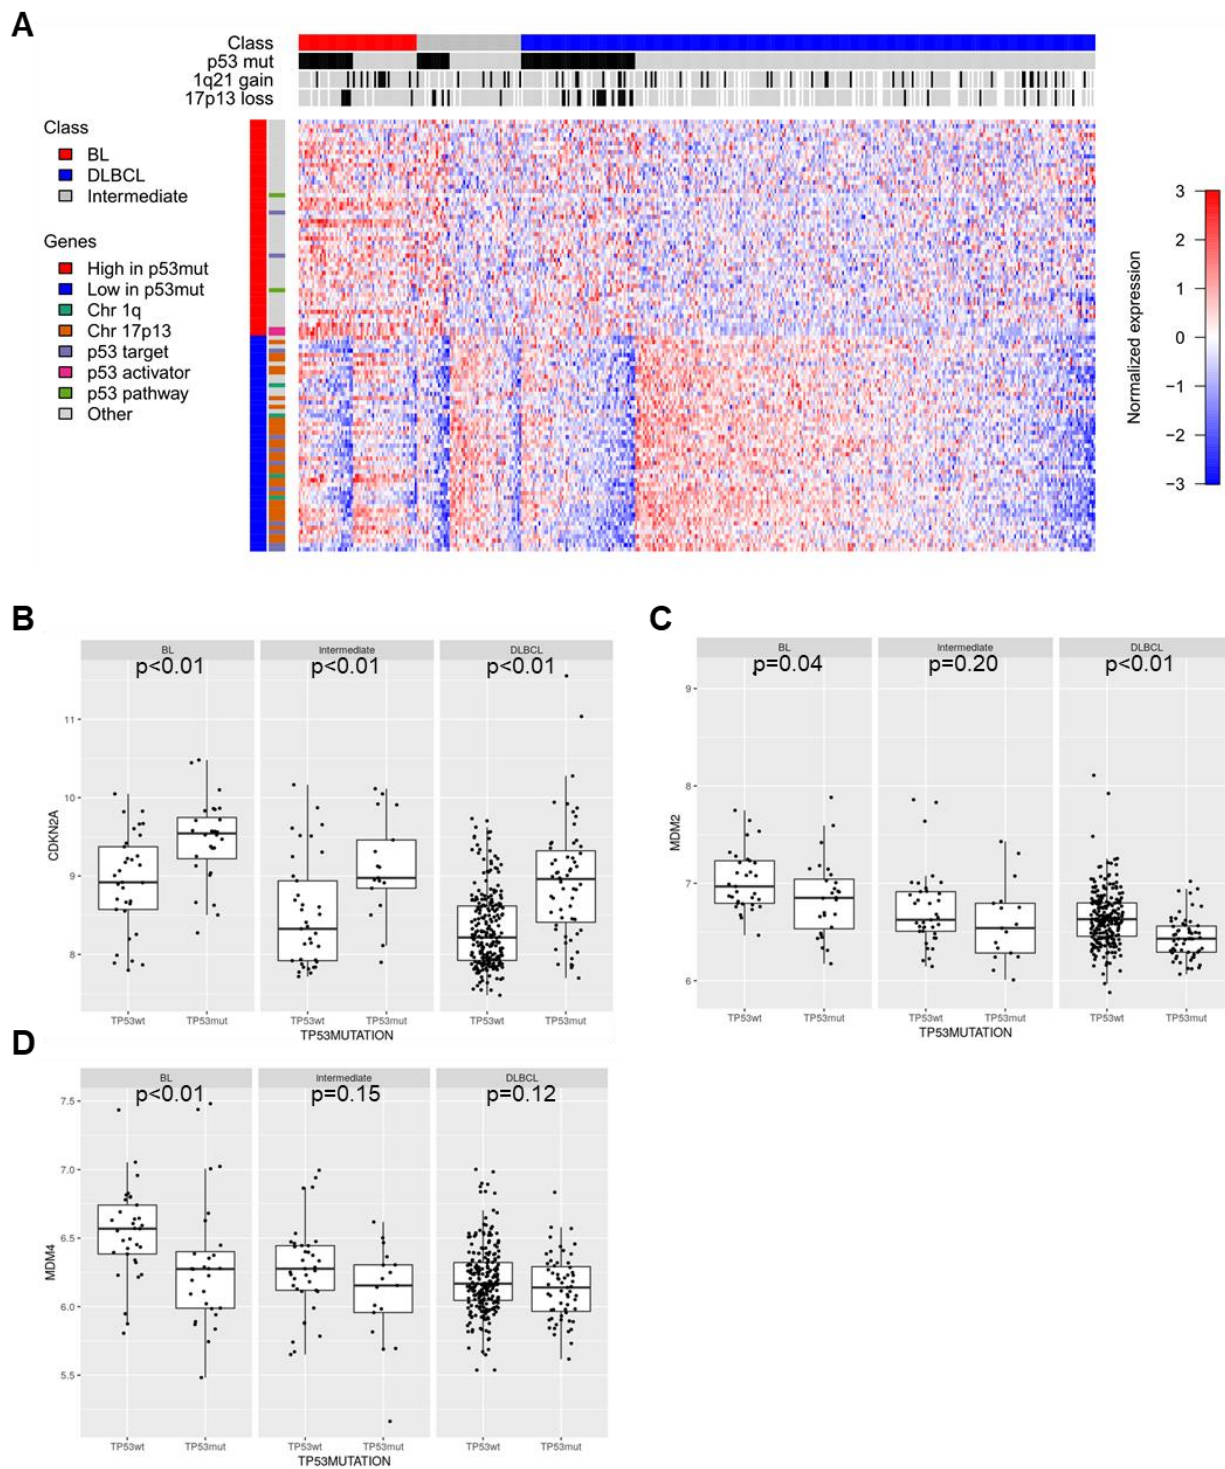 A
Class
p53 mut
1q21 gain
17p13 loss
Class
BL
DLBCL
Intermediate
Genes
High in p53mut
Low in p53mut
Chr 1q
Chr 17p13
p53 target
p53 activator
p53 pathway
Other
3
2
1
0
−1
−2
−3
Normalized expression
B
BL
Intermediate
DLBCL
p<0.01
p<0.01
p<0.01
11
10
9
8
CDKN2A
TP53wt
TP53mut
TP53wt
TP53mut
TP53wt
TP53mut
TP53MUTATION
C
BL
Intermediate
DLBCL
p=0.04
p=0.20
p<0.01
9
8
7
6
MDM2
TP53wt
TP53mut
TP53wt
TP53mut
TP53wt
TP53mut
TP53MUTATION
D
BL
Intermediate
DLBCL
p<0.01
p=0.15
p=0.12
7.5
7.0
6.5
6.0
5.5
MDM4
TP53wt
TP53mut
TP53wt
TP53mut
TP53wt
TP53mut
TP53MUTATION